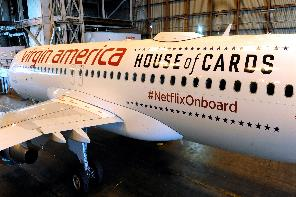 virgin america
HOUSE of CARDS
#NetflixOnboard